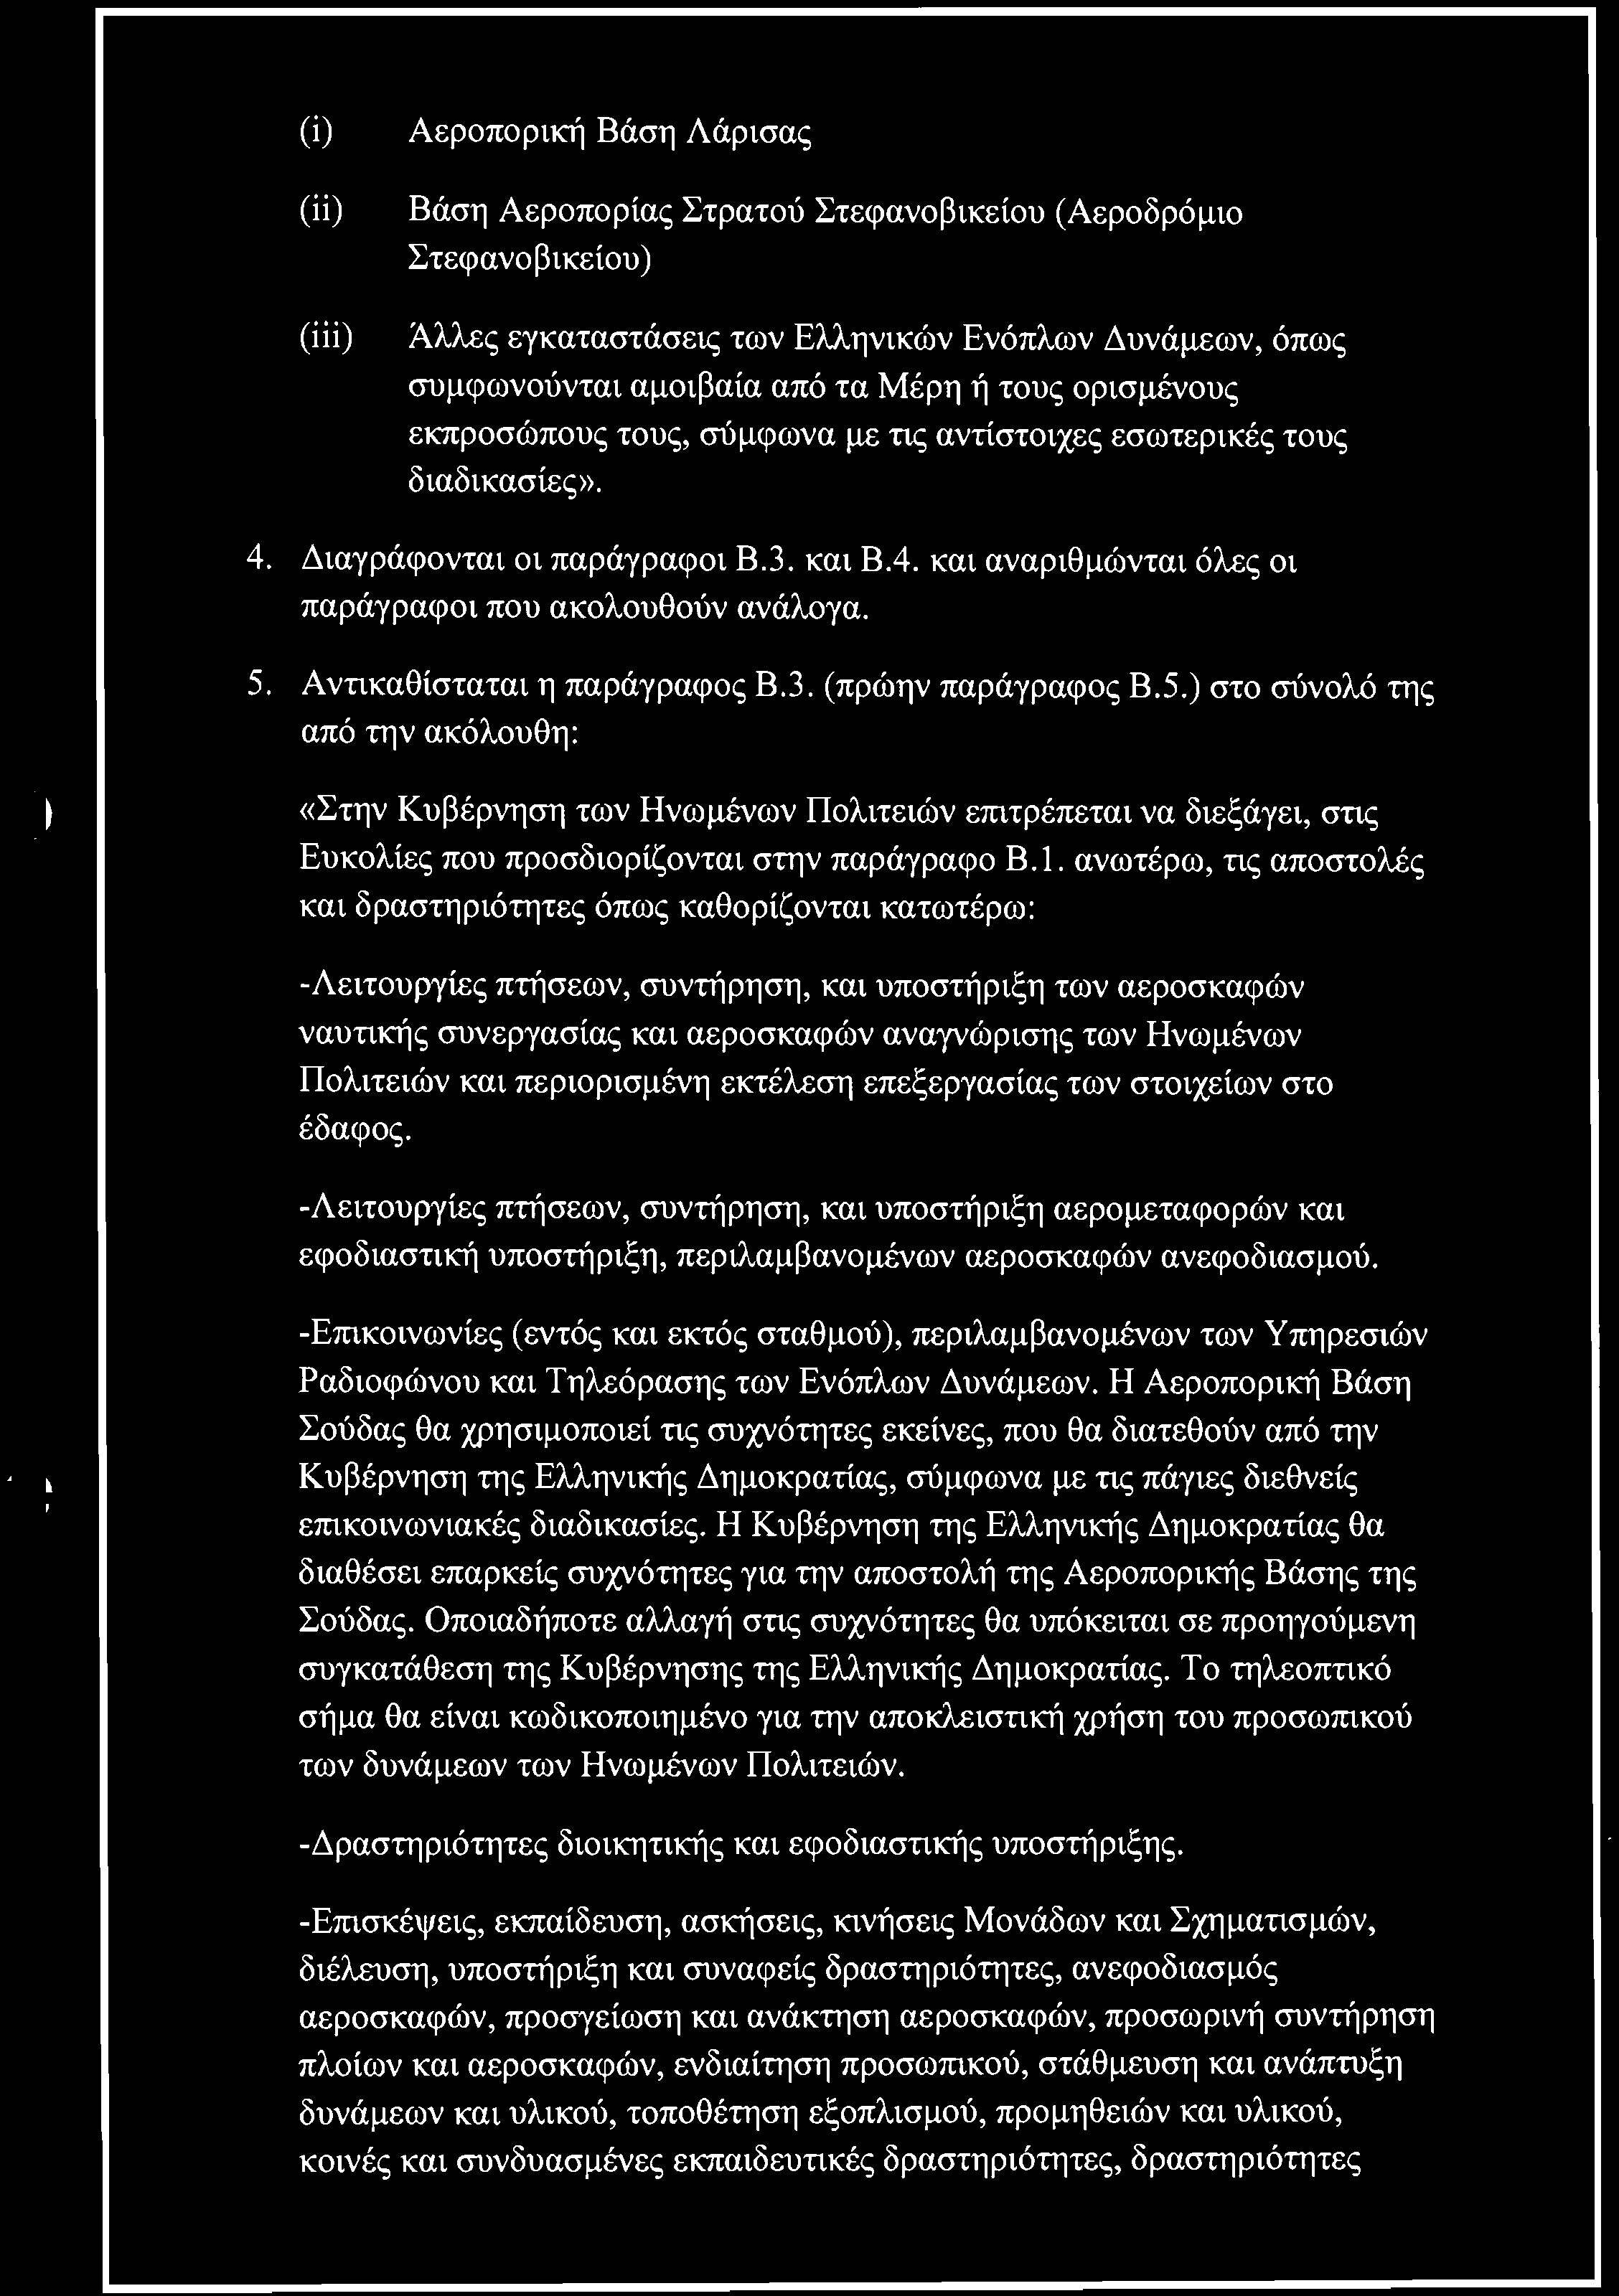 (i) Αεροπορική Βάση Λάρισας
(ii) Βάση Αεροπορίας Στρατού Στεφανοβικείου (Αεροδρόμιο
Στεφανοβικείου)
(iii) Άλλες εγκαταστάσεις των Ελληνικών Ενόπλων Δυνάμεων, όπως
συμφωνούνται αμοιβαία από τα Μέρη ή τους ορισμένους
εκπροσώπους τους, σύμφωνα με τις αντίστοιχες εσωτερικές τους
διαδικασίες».
4. Διαγράφονται οι παράγραφοι Β.3. και Β.4. και αναριθμώνται όλες οι
παράγραφοι που ακολουθούν ανάλογα.
5. Αντικαθίσταται η παράγραφος Β.3. (πρώην παράγραφος Β.5.) στο σύνολό της
από την ακόλουθη:
«Στην Κυβέρνηση των Ηνωμένων Πολιτειών επιτρέπεται να διεξάγει, στις
Ευκολίες που προσδιορίζονται στην παράγραφο Β.1. ανωτέρω, τις αποστολές
και δραστηριότητες όπως καθορίζονται κατωτέρω:
-Λειτουργίες πτήσεων, συντήρηση, και υποστήριξη των αεροσκαφών
ναυτικής συνεργασίας και αεροσκαφών αναγνώρισης των Ηνωμένων
Πολιτειών και περιορισμένη εκτέλεση επεξεργασίας των στοιχείων στο
έδαφος.
-Λειτουργίες πτήσεων, συντήρηση, και υποστήριξη αερομεταφορών και
εφοδιαστική υποστήριξη, περιλαμβανομένων αεροσκαφών ανεφοδιασμού.
-Επικοινωνίες (εντός και εκτός σταθμού), περιλαμβανομένων των Υπηρεσιών
Ραδιοφώνου και Τηλεόρασης των Ενόπλων Δυνάμεων. Η Αεροπορική Βάση
Σούδας θα χρησιμοποιεί τις συχνότητες εκείνες, που θα διατεθούν από την
Κυβέρνηση της Ελληνικής Δημοκρατίας, σύμφωνα με τις πάγιες διεθνείς
επικοινωνιακές διαδικασίες. Η Κυβέρνηση της Ελληνικής Δημοκρατίας θα
διαθέσει επαρκείς συχνότητες για την αποστολή της Αεροπορικής Βάσης της
Σούδας. Οποιαδήποτε αλλαγή στις συχνότητες θα υπόκειται σε προηγούμενη
συγκατάθεση της Κυβέρνησης της Ελληνικής Δημοκρατίας. Το τηλεοπτικό
σήμα θα είναι κωδικοποιημένο για την αποκλειστική χρήση του προσωπικού
των δυνάμεων των Ηνωμένων Πολιτειών.
-Δραστηριότητες διοικητικής και εφοδιαστικής υποστήριξης.
-Επισκέψεις, εκπαίδευση, ασκήσεις, κινήσεις Μονάδων και Σχηματισμών,
διέλευση, υποστήριξη και συναφείς δραστηριότητες, ανεφοδιασμός
αεροσκαφών, προσγείωση και ανάκτηση αεροσκαφών, προσωρινή συντήρηση
πλοίων και αεροσκαφών, ενδιαίτηση προσωπικού, στάθμευση και ανάπτυξη
δυνάμεων και υλικού, τοποθέτηση εξοπλισμού, προμηθειών και υλικού,
κοινές και συνδυασμένες εκπαιδευτικές δραστηριότητες, δραστηριότητες